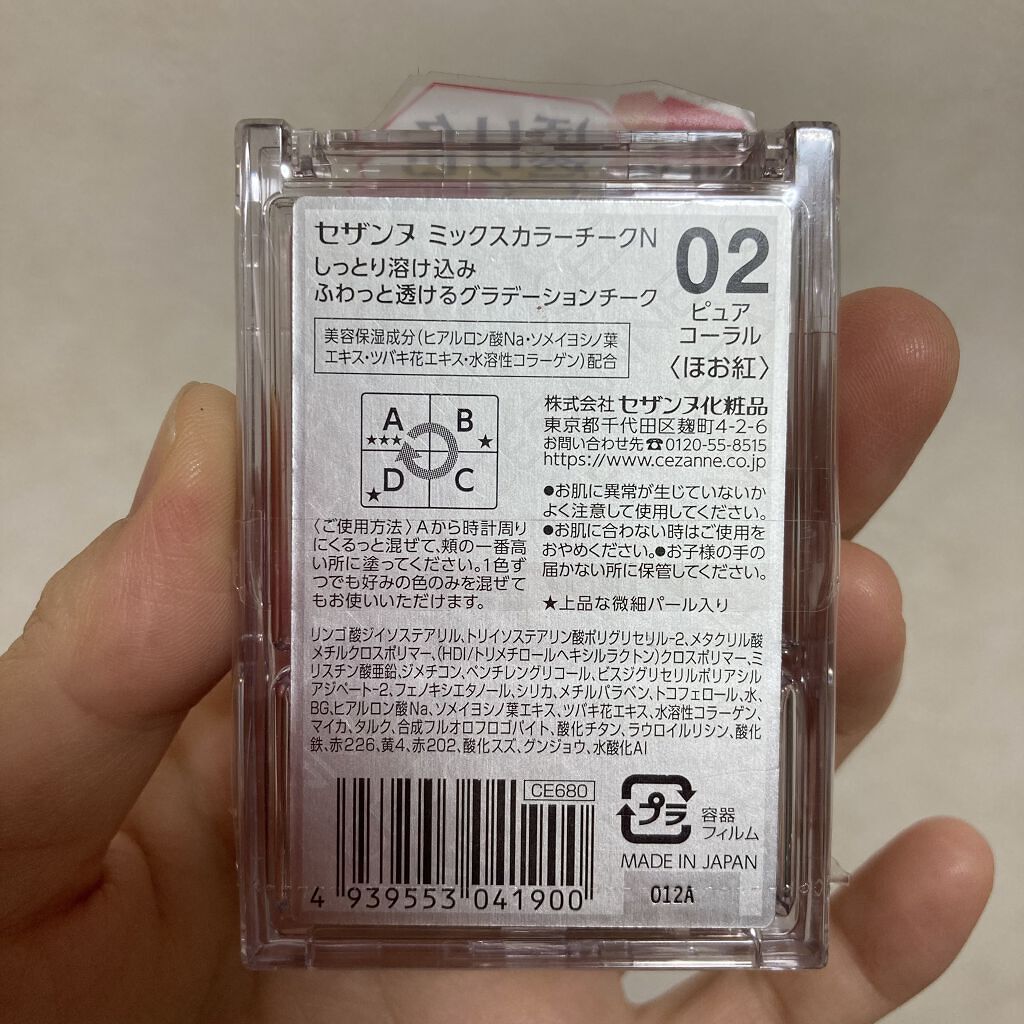 セザンヌ ミックスカラーチークN
しっとり溶け込み
ふわっと透けるグラデーションチーク
02
ピュア
コーラル
〈ほお紅〉
美容保湿成分(ヒアルロン酸Na・ソメイヨシノ葉
エキス・ツバキ花エキス・水溶性コラーゲン)配合
A B
★★★ ★
D C
★
〈ご使用方法〉Aから時計周り
にくるっと混ぜて、頬の一番高
い所に塗ってください。1色ず
つでも好みの色のみを混ぜて
もお使いいただけます。
株式会社セザンヌ化粧品
東京都千代田区麹町4-2-6
お問い合わせ先☎0120-55-8515
https://www.cezanne.co.jp
●お肌に異常が生じていないか
よく注意して使用してください。
●お肌に合わない時はご使用を
おやめください。●お子様の手の
届かない所に保管してください。
★上品な微細パール入り
リンゴ酸ジイソステアリル、トリイソステアリン酸ポリグリセリル-2、メタクリル酸
メチルクロスポリマー、(HDI/トリメチロールヘキシルラクトン)クロスポリマー、ミ
リスチン酸亜鉛、ジメチコン、ペンチレングリコール、ビスジグリセリルポリアシル
アジペート-2、フェノキシエタノール、シリカ、メチルパラベン、トコフェロール、水、
BG、ヒアルロン酸Na、ソメイヨシノ葉エキス、ツバキ花エキス、水溶性コラーゲン、
マイカ、タルク、合成フルオロフロゴパイト、酸化チタン、ラウロイルリシン、酸化
鉄、赤226、黄4、赤202、酸化スズ、グンジョウ、水酸化Al
CE680
4 939553 041900
プラ
容器
フィルム
MADE IN JAPAN
012A